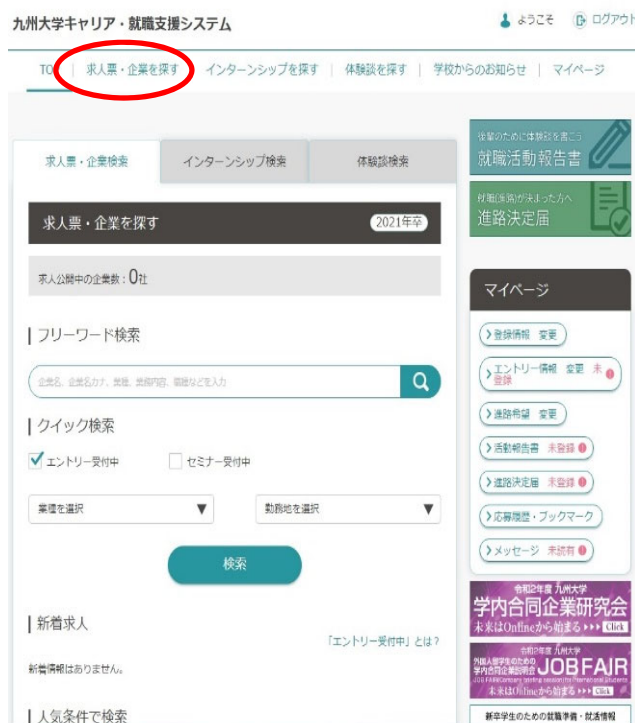 九州大学キャリア・就職支援システム
ようこそ ログアウト
TO | 求人票・企業を探す | インターンシップを探す | 体験談を探す | 学校からのお知らせ | マイページ
求人票・企業検索
インターンシップ検索
体験談検索
求人票・企業を探す
2021年卒
求人公開中の企業数：0社
フリーワード検索
企業名、企業名カナ、業種、業務内容、職種などを入力
クイック検索
エントリー受付中
セミナー受付中
業種を選択 ▼
勤務地を選択 ▼
検索
新着求人
「エントリー受付中」とは？
新着情報はありません。
人気条件で検索
後輩のために体験談を書こう
就職活動報告書
就職(進路)が決まった方へ
進路決定届
マイページ
登録情報 変更
エントリー情報 変更 未
登録
進路希望 変更
活動報告書 未登録
進路決定届 未登録
応募履歴・ブックマーク
メッセージ 未読有
令和2年度 九州大学
学内合同企業研究会
未来はOnlineから始まる ▸▸▸ Click
令和2年度 九州大学
外国人留学生のための
学内合同企業説明会 JOB FAIR
JOB FAIR(Company briefing session) for International Students
未来はOnlineから始まる ▸▸▸ Click
新卒学生のための就職準備・就活情報